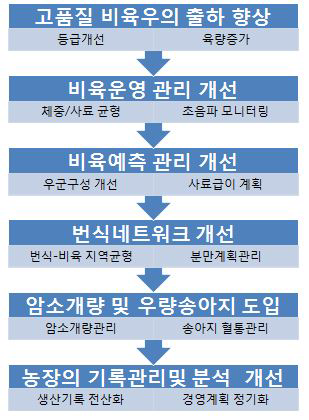 고품질 비육우의 출하 향상
등급개선 육량증가
비육운영 관리 개선
체중/사료 균형 초음파 모니터링
비육예측 관리 개선
우군구성 개선 사료급이 계획
번식네트워크 개선
번식-비육 지역균형 분만계획관리
암소개량 및 우량송아지 도입
암소개량관리 송아지 혈통관리
농장의 기록관리및 분석 개선
생산기록 전산화 경영계획 정기화